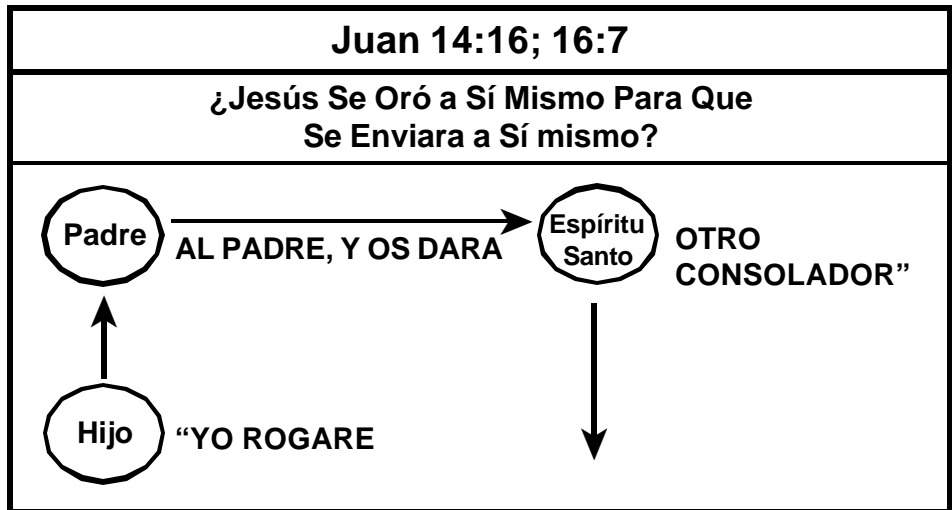 Juan 14:16; 16:7
¿Jesús Se Oró a Sí Mismo Para Que
Se Enviara a Sí mismo?
Padre
AL PADRE, Y OS DARA
Espíritu
Santo
OTRO
CONSOLADOR”
Hijo
“YO ROGARE